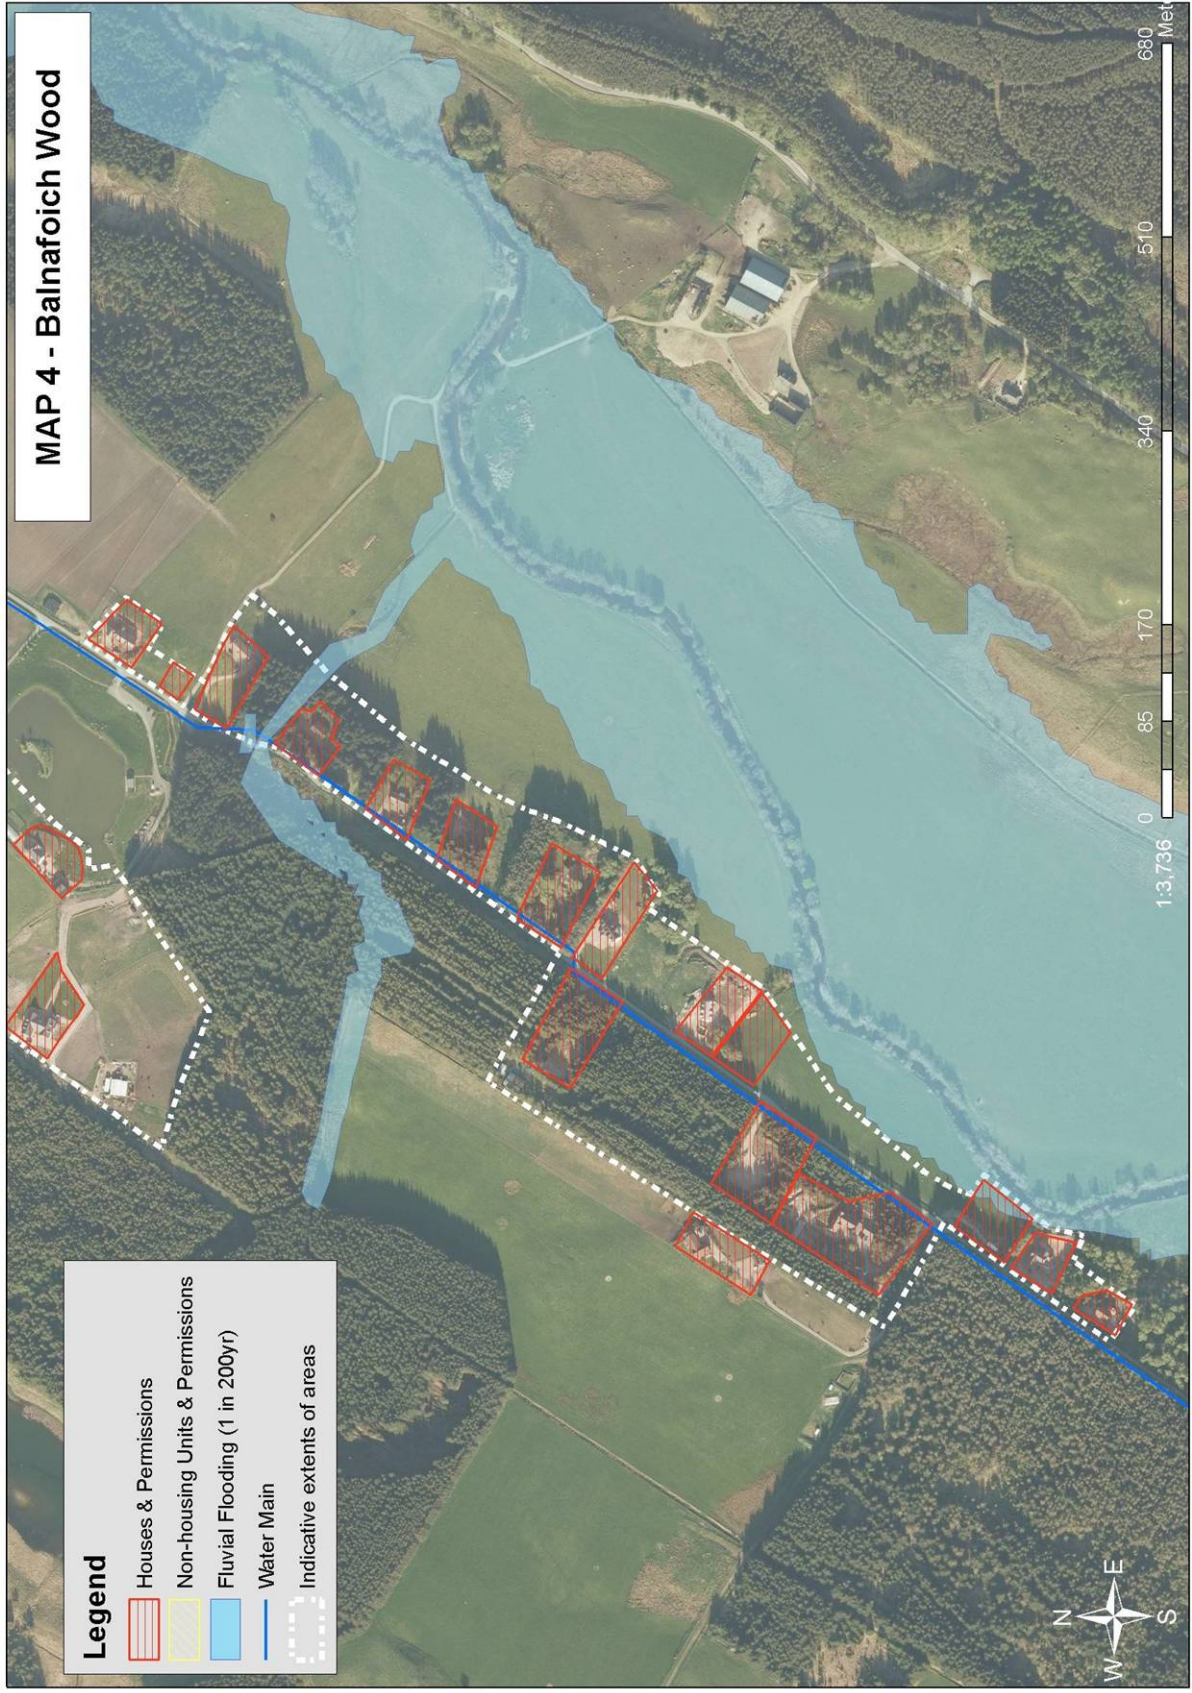 MAP 4 - Balnafoich Wood
Legend
Houses & Permissions
Non-housing Units & Permissions
Fluvial Flooding (1 in 200yr)
Water Main
Indicative extents of areas
N
W
E
S
1:3,736
0
85
170
340
510
680
Met